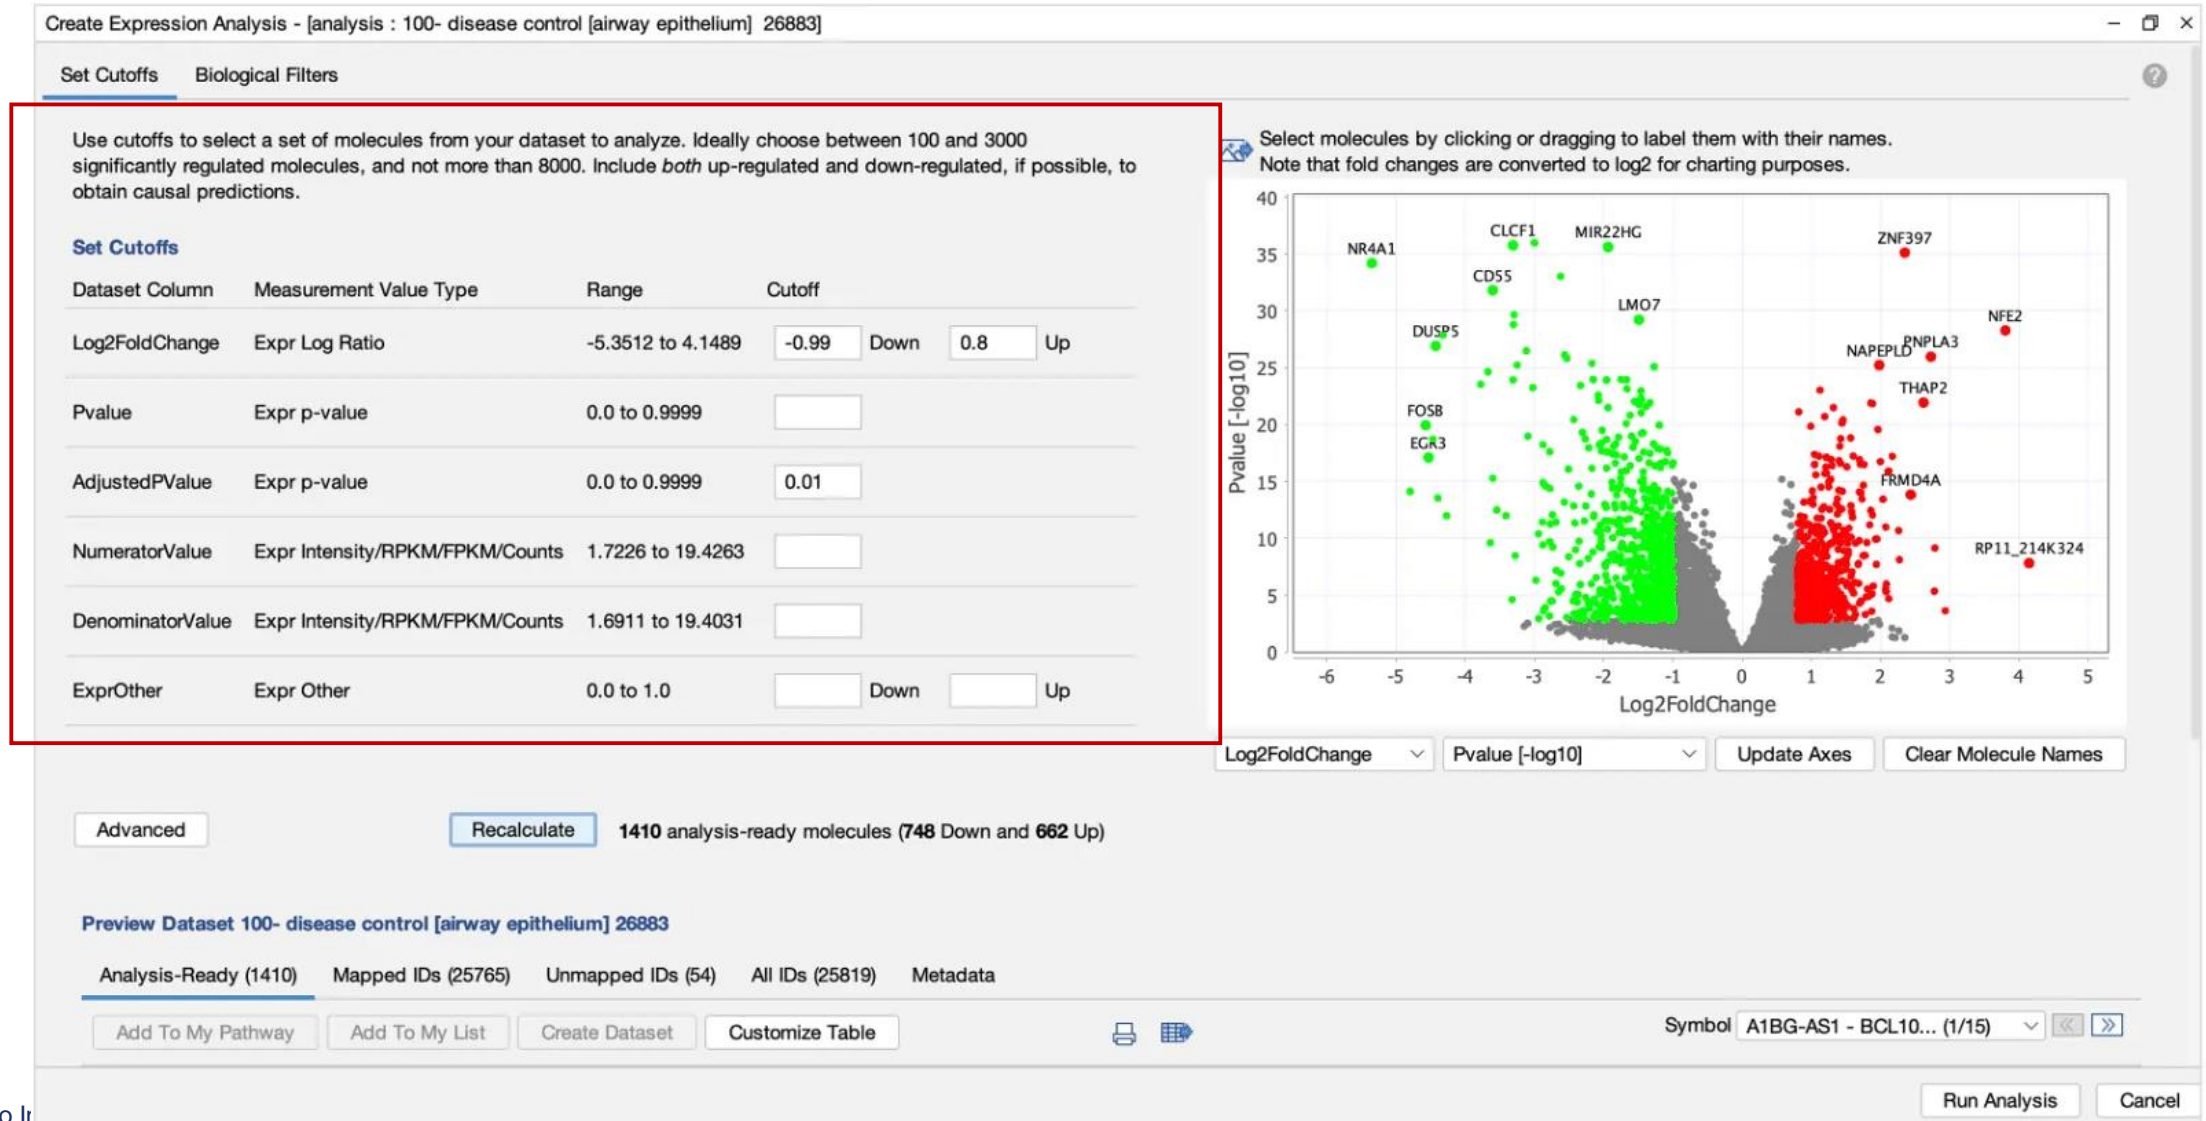 Create Expression Analysis - [analysis : 100- disease control [airway epithelium] 26883]
Set Cutoffs Biological Filters
Use cutoffs to select a set of molecules from your dataset to analyze. Ideally choose between 100 and 3000
significantly regulated molecules, and not more than 8000. Include both up-regulated and down-regulated, if possible, to
obtain causal predictions.
Set Cutoffs
Dataset Column Measurement Value Type Range Cutoff
Log2FoldChange Expr Log Ratio -5.3512 to 4.1489 -0.99 Down 0.8 Up
Pvalue Expr p-value 0.0 to 0.9999
AdjustedPValue Expr p-value 0.0 to 0.9999 0.01
NumeratorValue Expr Intensity/RPKM/FPKM/Counts 1.7226 to 19.4263
DenominatorValue Expr Intensity/RPKM/FPKM/Counts 1.6911 to 19.4031
ExprOther Expr Other 0.0 to 1.0 Down Up
Select molecules by clicking or dragging to label them with their names.
Note that fold changes are converted to log2 for charting purposes.
Pvalue [-log10]
40
35
30
25
20
15
10
5
0
NR4A1
CLCF1
MIR22HG
ZNF397
CD55
LMO7
NFE2
DUSP5
PNPLA3
NAPEPLD
THAP2
FOSB
EGR3
FRMD4A
RP11_214K324
-6 -5 -4 -3 -2 -1 0 1 2 3 4 5
Log2FoldChange
Log2FoldChange Pvalue [-log10] Update Axes Clear Molecule Names
Advanced Recalculate 1410 analysis-ready molecules (748 Down and 662 Up)
Preview Dataset 100- disease control [airway epithelium] 26883
Analysis-Ready (1410) Mapped IDs (25765) Unmapped IDs (54) All IDs (25819) Metadata
Add To My Pathway Add To My List Create Dataset Customize Table Symbol A1BG-AS1 - BCL10... (1/15)
Run Analysis Cancel